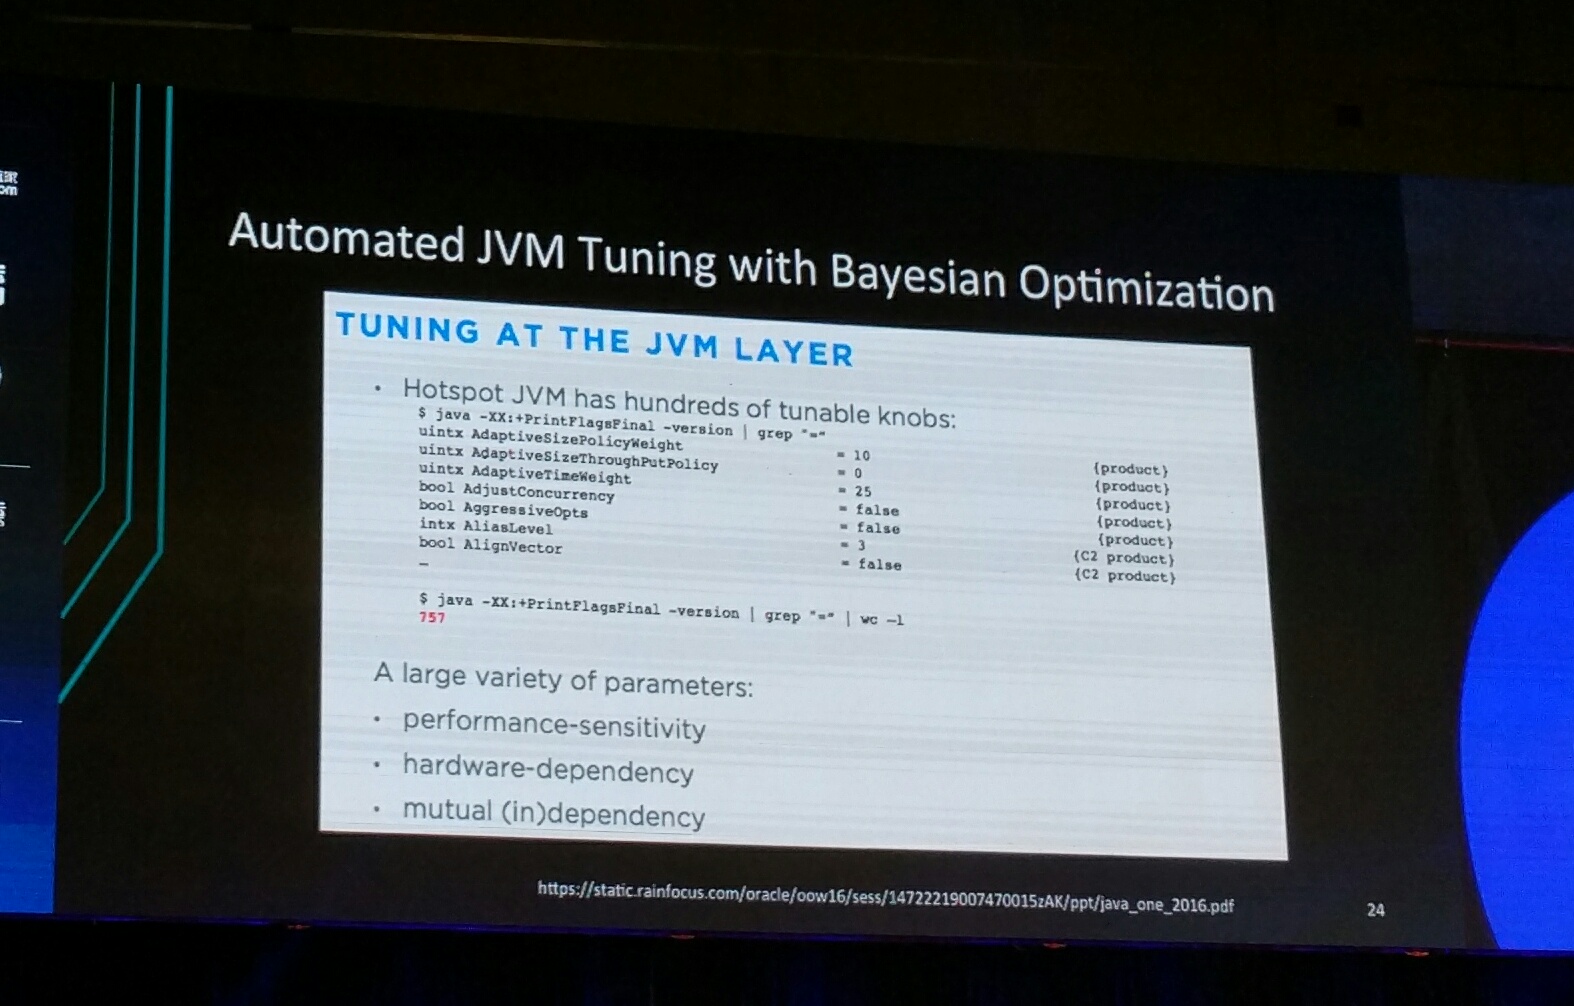 Automated JVM Tuning with Bayesian Optimization
TUNING AT THE JVM LAYER
• Hotspot JVM has hundreds of tunable knobs:
$ java -XX:+PrintFlagsFinal -version | grep "="
uintx AdaptiveSizePolicyWeight = 10 {product}
uintx AdaptiveSizeThroughPutPolicy = 0 {product}
uintx AdaptiveTimeWeight = 25 {product}
bool AdjustConcurrency = false {product}
bool AggressiveOpts = false {product}
intx AliasLevel = 3 {C2 product}
bool AlignVector = false {C2 product}
…
$ java -XX:+PrintFlagsFinal -version | grep "=" | wc -l
757
A large variety of parameters:
• performance-sensitivity
• hardware-dependency
• mutual (in)dependency
https://static.rainfocus.com/oracle/oow16/sess/14722219007470015zAK/ppt/java_one_2016.pdf
24
om